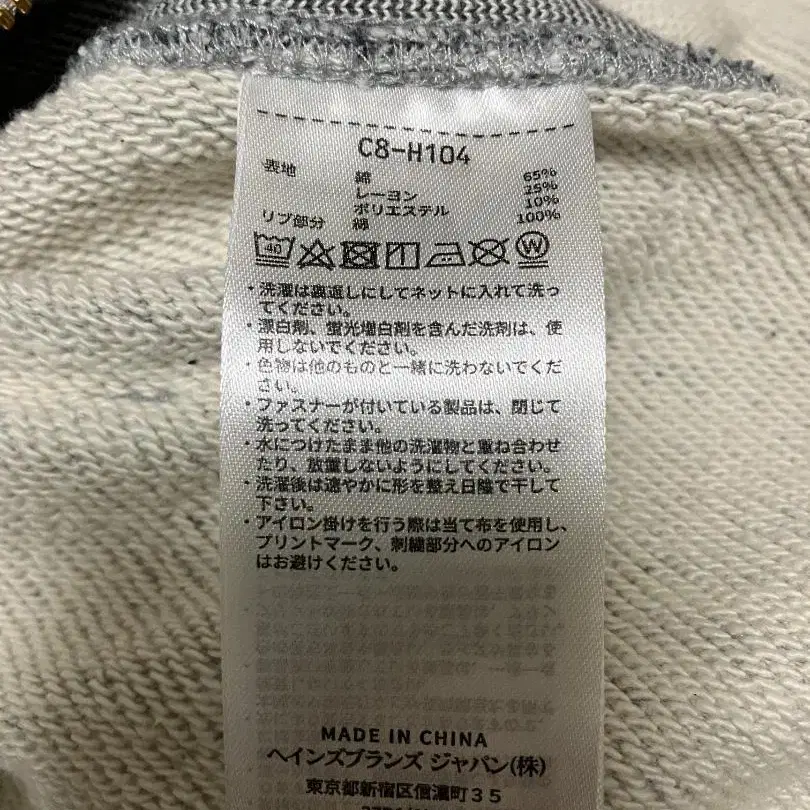 C8-H104
表地 綿 65%
レーヨン 25%
ポリエステル 10%
リブ部分 綿 100%
40 W
・洗濯は裏返しにしてネットに入れて洗っ
てください。
・漂白剤、蛍光増白剤を含んだ洗剤は、使
用しないでください。
・色物は他のものと一緒に洗わないでくだ
さい。
・ファスナーが付いている製品は、閉じて
洗ってください。
・水につけたまま他の洗濯物と重ね合わせ
たり、放置しないようにしてください。
・洗濯後は速やかに形を整え日陰で干して
下さい。
・アイロン掛けを行う際は当て布を使用し、
プリントマーク、刺繍部分へのアイロン
はお避けください。
MADE IN CHINA
ヘインズブランズ ジャパン(株)
東京都新宿区信濃町35